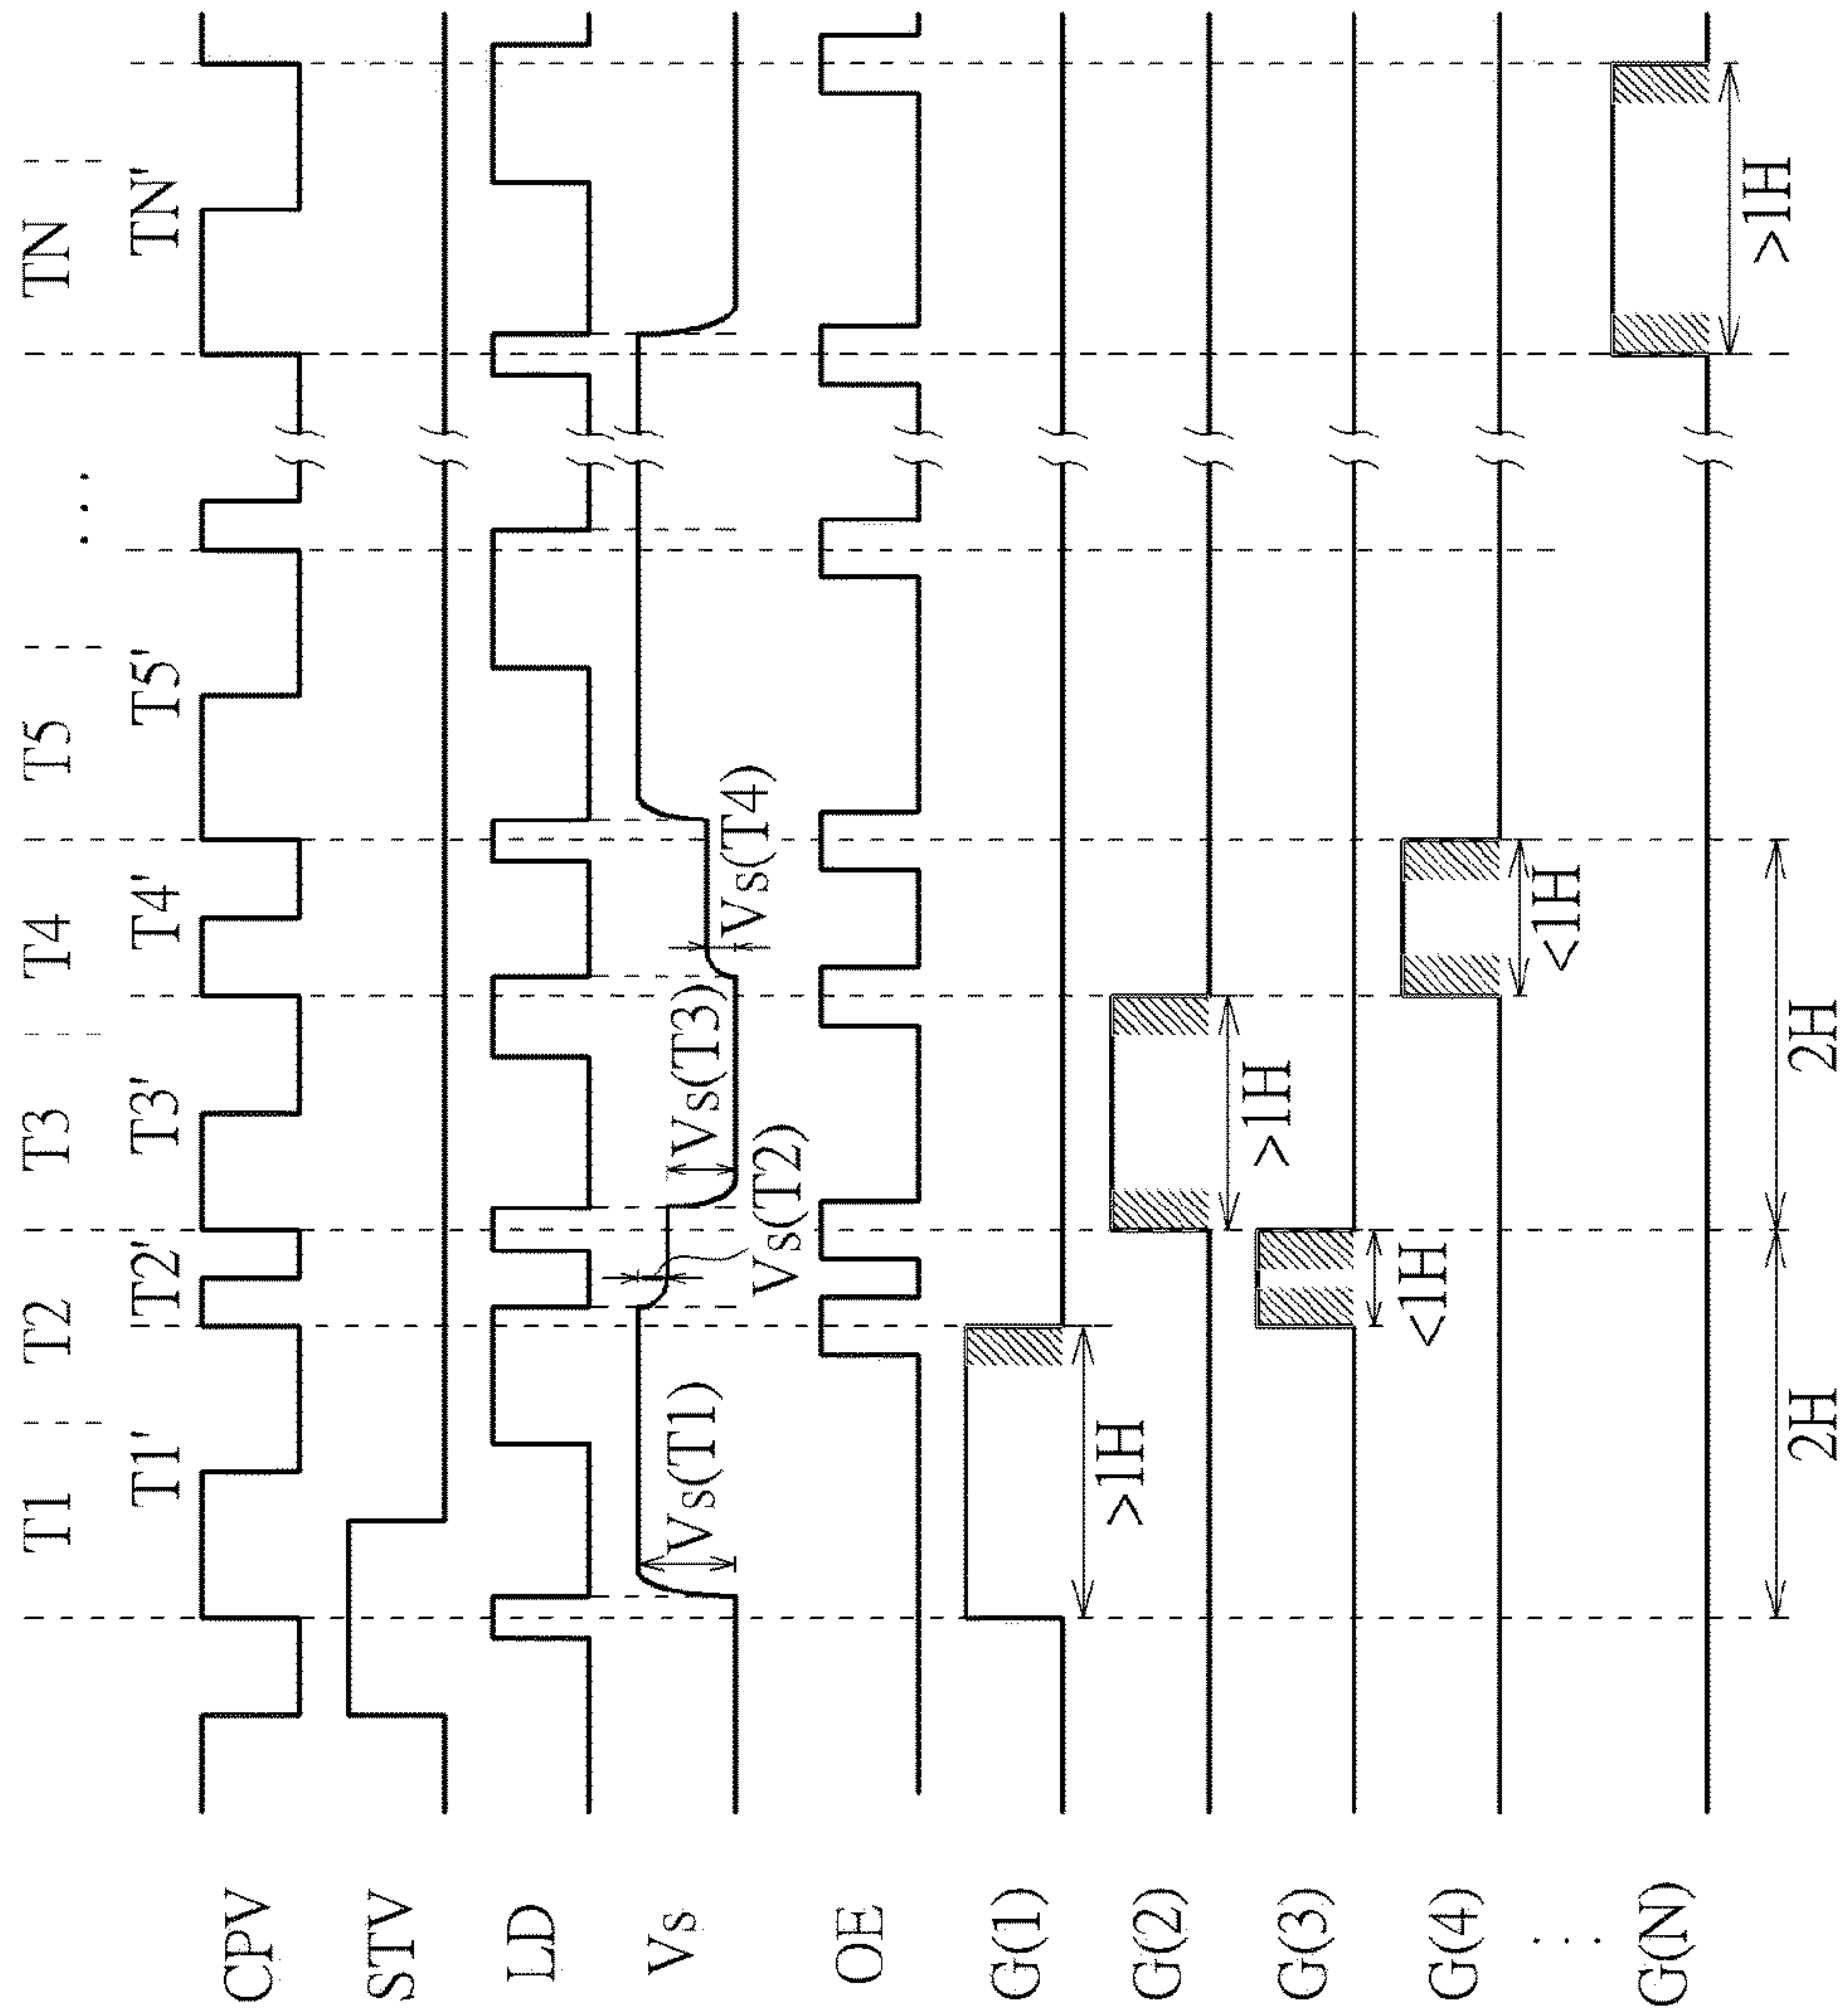 T1 T2 T3 T4 T5 ... TN
T1' T2' T3' T4' T5' TN'
CPV
STV
LD
Vs Vs(T1) Vs(T3) Vs(T4)
Vs(T2)
OE
G(1)
>1H
G(2)
>1H
G(3)
<1H
G(4)
<1H
...
G(N)
>1H
2H 2H